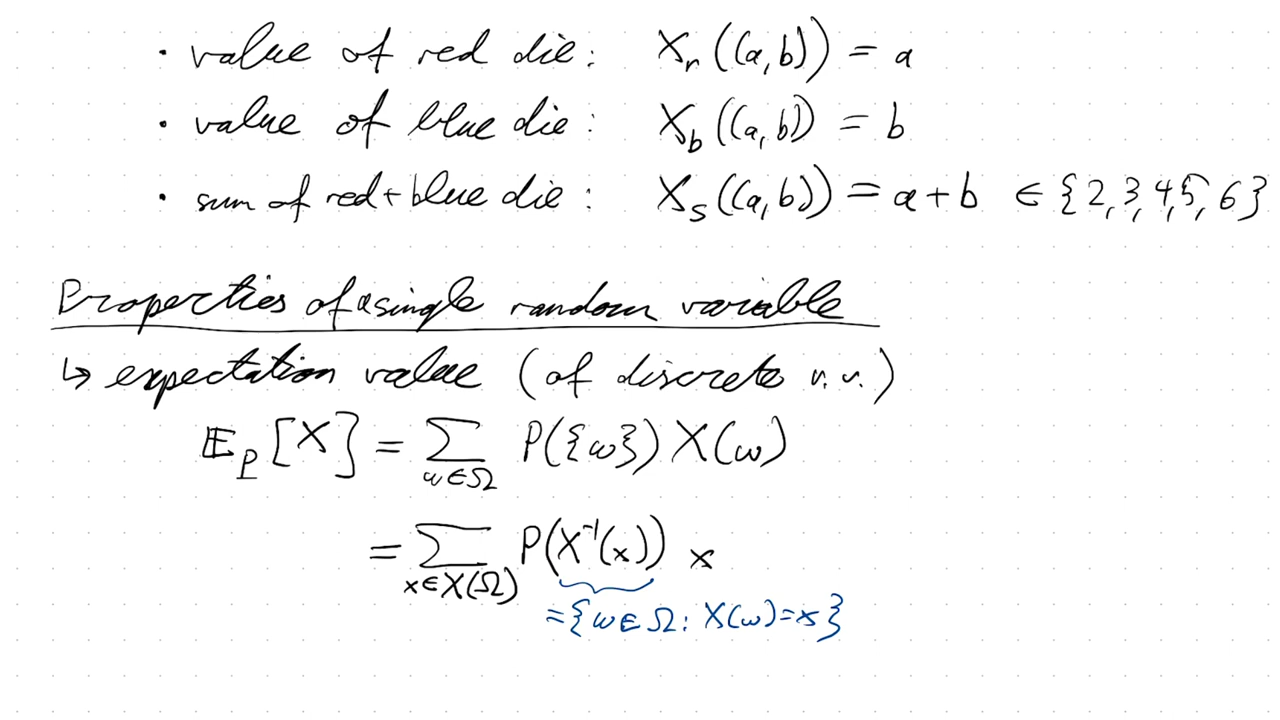 · value of red die: Xᵣ((a,b)) = a
· value of blue die: X_b((a,b)) = b
· sum of red+blue die: X_s((a,b)) = a+b ∈ {2,3,4,5,6}
Properties of a single random variable
↳ expectation value (of discrete r.v.)
𝔼_P[X] = ∑_{ω∈Ω} P({ω}) X(ω)
= ∑_{x∈X(Ω)} P(X⁻¹(x)) x
={ω∈Ω: X(ω)=x}